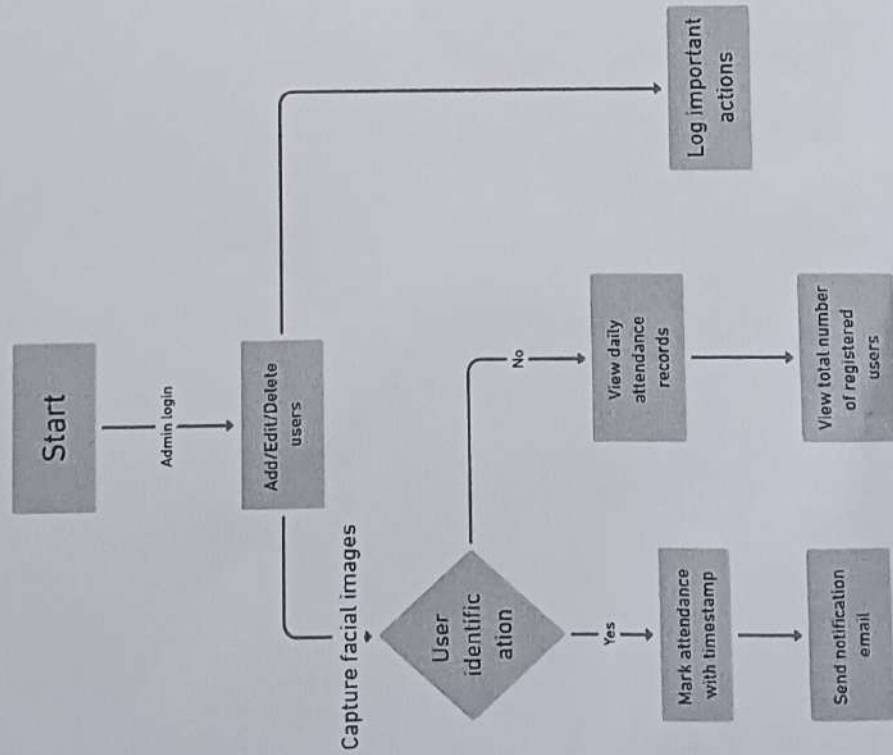 Start
Admin login
Add/Edit/Delete
users
Capture facial images
User
identific
ation
No
Yes
View daily
attendance
records
Log important
actions
Mark attendance
with timestamp
View total number
of registered
users
Send notification
email